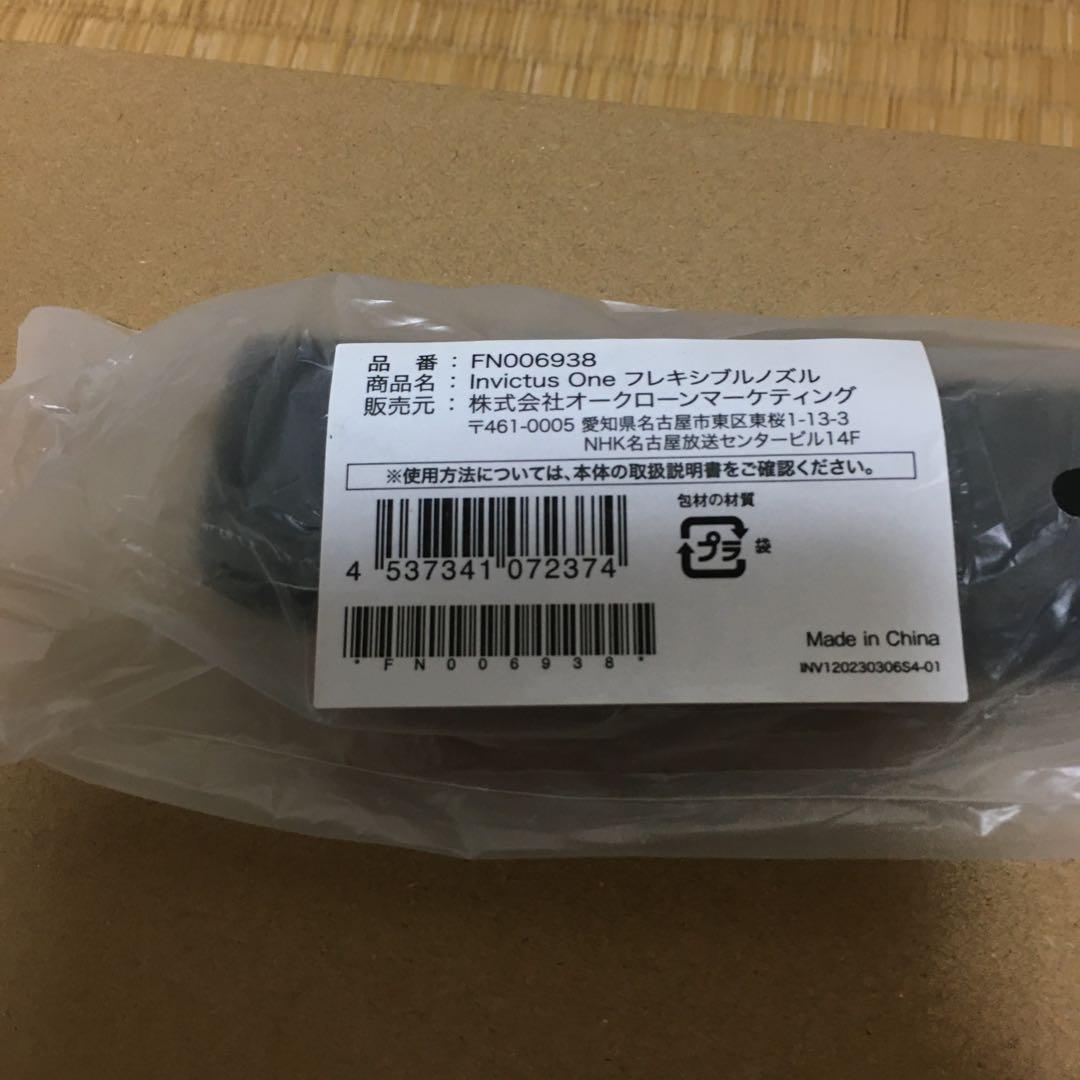 品 番 : FN006938
商品名 : Invictus One フレキシブルノズル
販売元 : 株式会社オークローンマーケティング
〒461-0005 愛知県名古屋市東区東桜1-13-3
NHK名古屋放送センタービル14F
※使用方法については、本体の取扱説明書をご確認ください。
包材の材質
プラ 袋
4 537341 072374
*FN006938*
Made in China
INV120230306S4-01